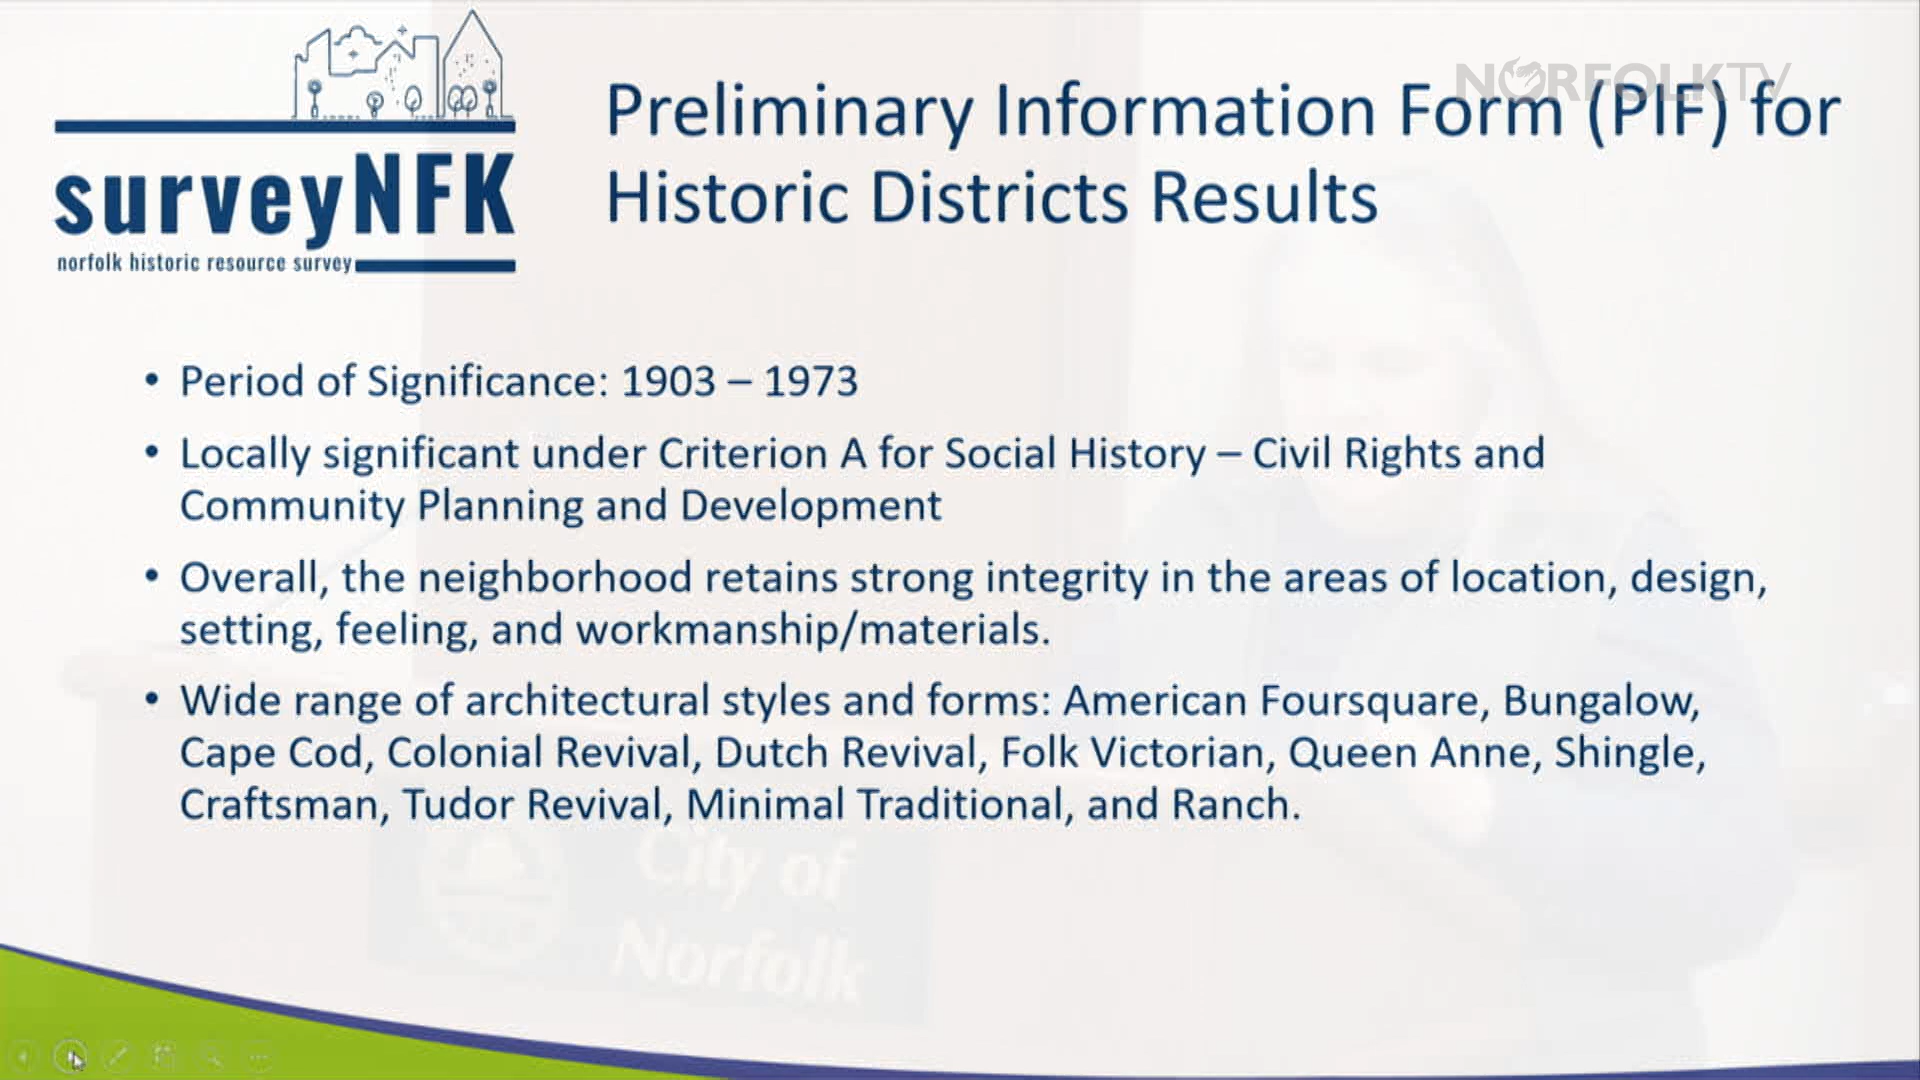 NORFOLKTV
Preliminary Information Form (PIF) for
Historic Districts Results
surveyNFK
norfolk historic resource survey
• Period of Significance: 1903 – 1973
• Locally significant under Criterion A for Social History – Civil Rights and
Community Planning and Development
• Overall, the neighborhood retains strong integrity in the areas of location, design,
setting, feeling, and workmanship/materials.
• Wide range of architectural styles and forms: American Foursquare, Bungalow,
Cape Cod, Colonial Revival, Dutch Revival, Folk Victorian, Queen Anne, Shingle,
Craftsman, Tudor Revival, Minimal Traditional, and Ranch.
City of
Norfolk